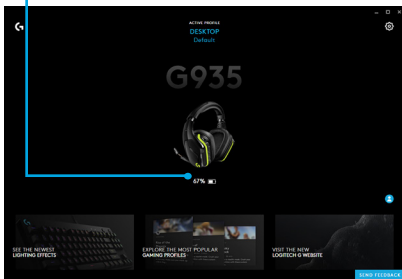 ACTIVE PROFILE
DESKTOP
Default
G935
67%
SEE THE NEWEST
LIGHTING EFFECTS
EXPLORE THE MOST POPULAR
GAMING PROFILES
VISIT THE NEW
LOGITECH G WEBSITE
SEND FEEDBACK